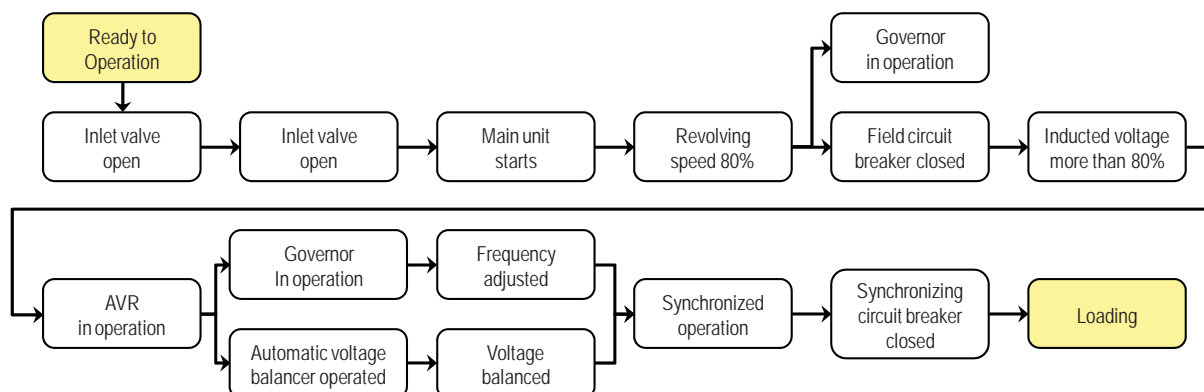 Ready to
Operation
Governor
in operation
Inlet valve
open
Inlet valve
open
Main unit
starts
Revolving
speed 80%
Field circuit
breaker closed
Inducted voltage
more than 80%
AVR
in operation
Governor
In operation
Frequency
adjusted
Automatic voltage
balancer operated
Voltage
balanced
Synchronized
operation
Synchronizing
circuit breaker
closed
Loading